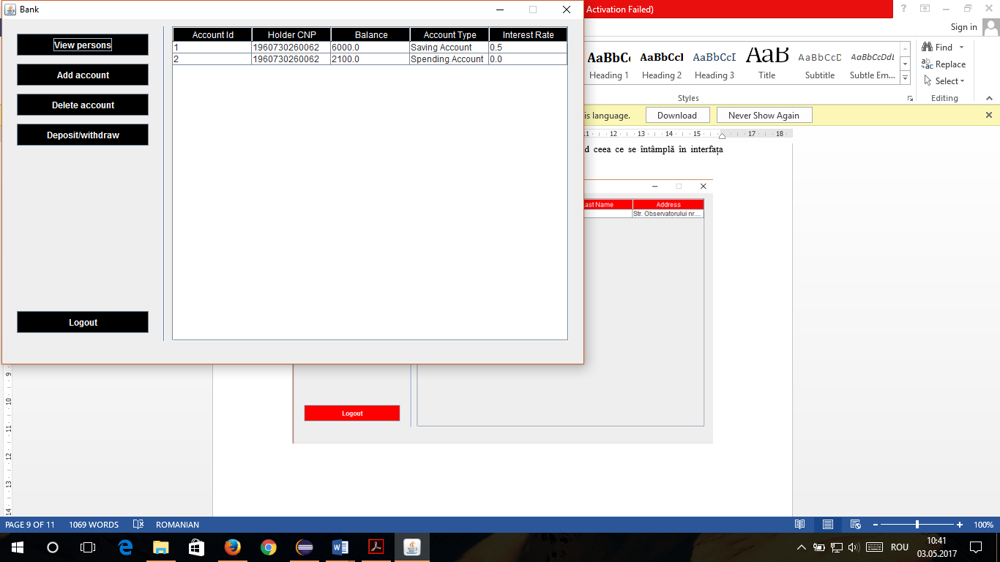 Bank
View persons
Add account
Delete account
Deposit/withdraw
Logout
Account Id Holder CNP Balance Account Type Interest Rate
1 1960730260062 6000.0 Saving Account 0.5
2 1960730260062 2100.0 Spending Account 0.0
Activation Failed)
Sign in
AaBbCc AaBbCcI AaBbCcD AaB AaBbCcD AaBbCcDdE
Heading 1 Heading 2 Heading 3 Title Subtitle Subtle Em...
Styles
Find
Replace
Select
Editing
is language. Download Never Show Again
11 12 13 14 15 17 18
d ceea ce se întâmplă în interfața
ast Name Address
Str. Observatorului nr....
Logout
9
10
11
12
13
14
PAGE 9 OF 11 1069 WORDS ROMANIAN 100%
ROU
10:41
03.05.2017